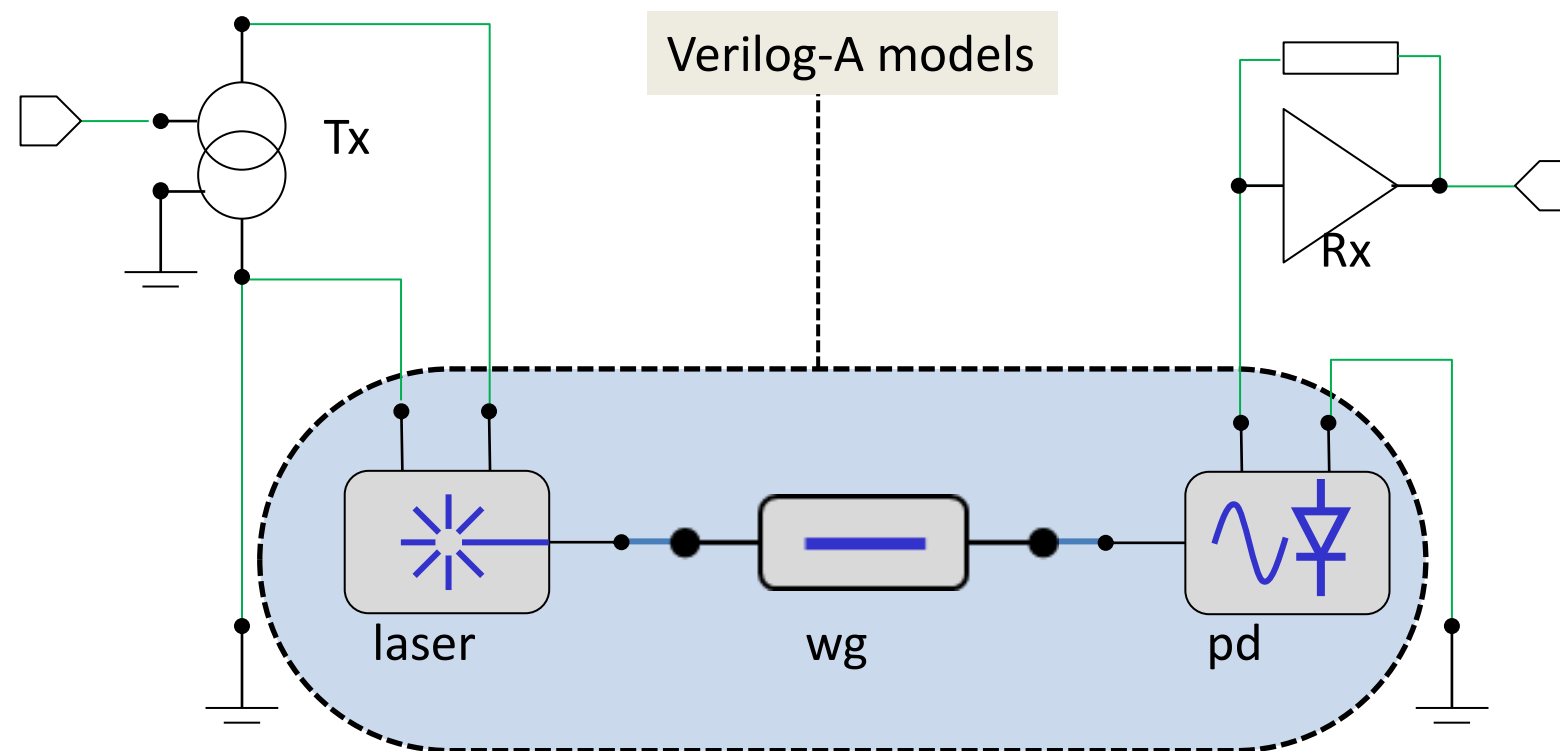 Verilog-A models
Tx
Rx
laser
wg
pd